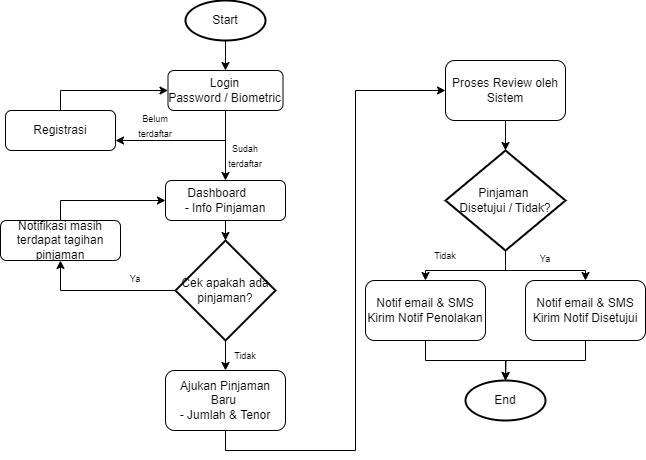 Start
Login
Password / Biometric
Registrasi
Belum
terdaftar
Sudah
terdaftar
Dashboard
- Info Pinjaman
Notifikasi masih
terdapat tagihan
pinjaman
Cek apakah ada
pinjaman?
Ya
Tidak
Ajukan Pinjaman
Baru
- Jumlah & Tenor
Proses Review oleh
Sistem
Pinjaman
Disetujui / Tidak?
Tidak
Ya
Notif email & SMS
Kirim Notif Penolakan
Notif email & SMS
Kirim Notif Disetujui
End